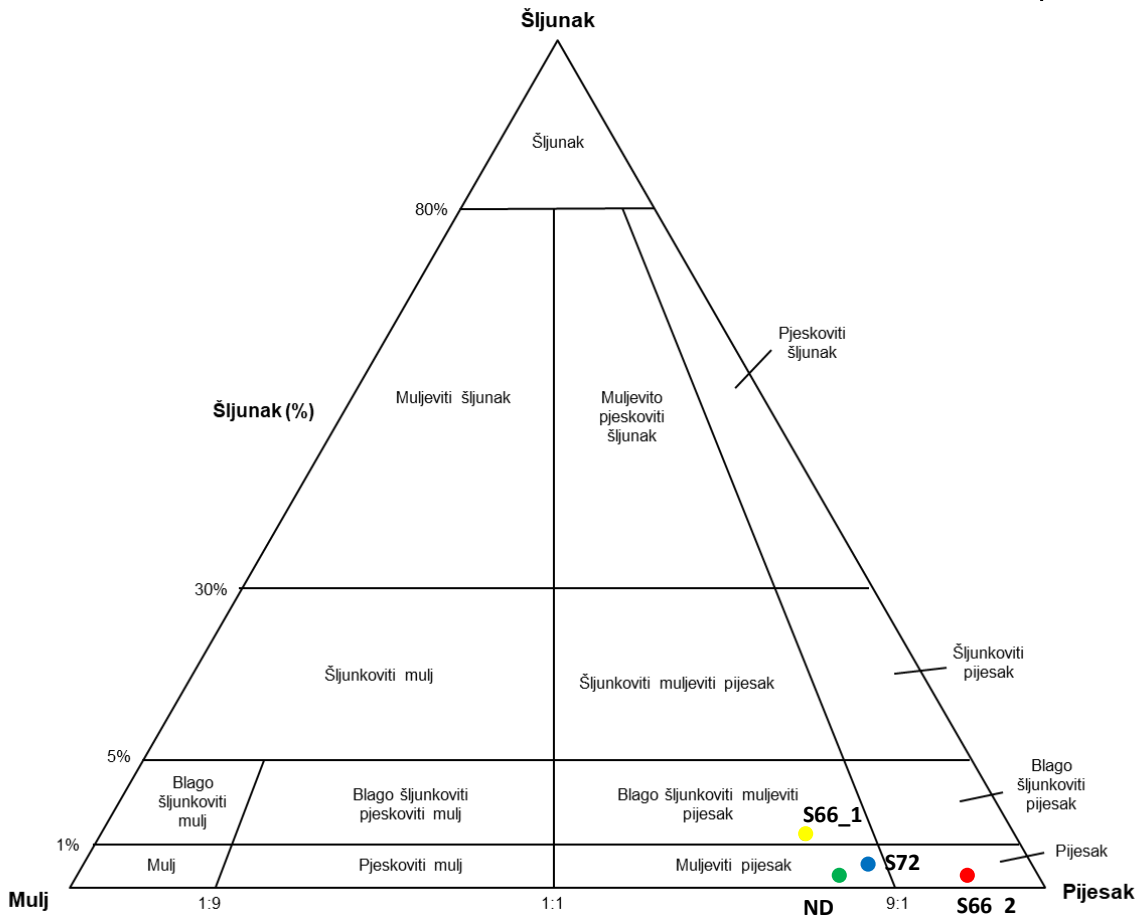 Šljunak
Šljunak
80%
Pjeskoviti
šljunak
Muljeviti šljunak
Muljevito
pjeskoviti
šljunak
Šljunak (%)
30%
Šljunkoviti mulj
Šljunkoviti muljeviti pijesak
Šljunkoviti
pijesak
5%
Blago
šljunkoviti
mulj
Blago šljunkoviti
pjeskoviti mulj
Blago šljunkoviti muljeviti
pijesak
Blago
šljunkoviti
pijesak
S66_1
1%
Mulj
Pjeskoviti mulj
Muljeviti pijesak
S72
Pijesak
Mulj
1:9
1:1
ND
9:1
S66_2
Pijesak